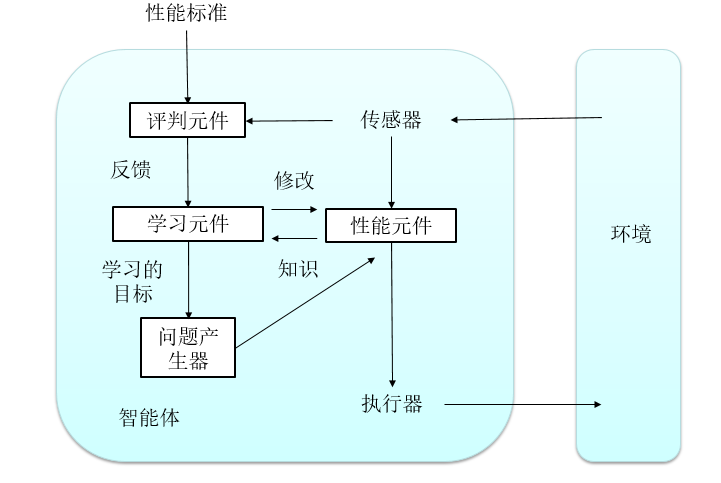 性能标准
评判元件
传感器
反馈
修改
学习元件
性能元件
环境
学习的
目标
知识
问题产
生器
智能体
执行器